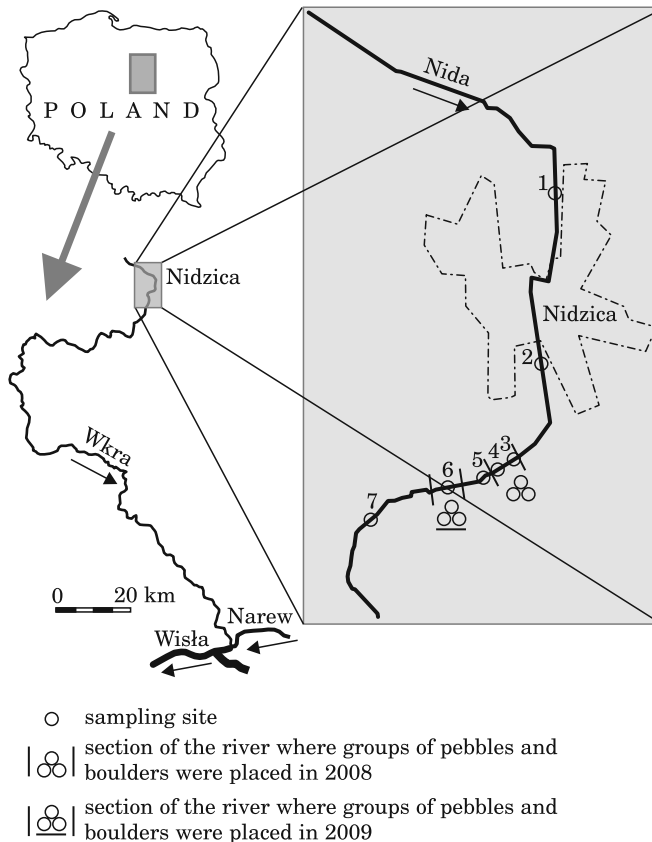 POLAND
Nida
1
Nidzica
Nidzica
2
3
4
5
6
7
Wkra
0 20 km
Narew
Wisła
sampling site
section of the river where groups of pebbles and
boulders were placed in 2008
section of the river where groups of pebbles and
boulders were placed in 2009